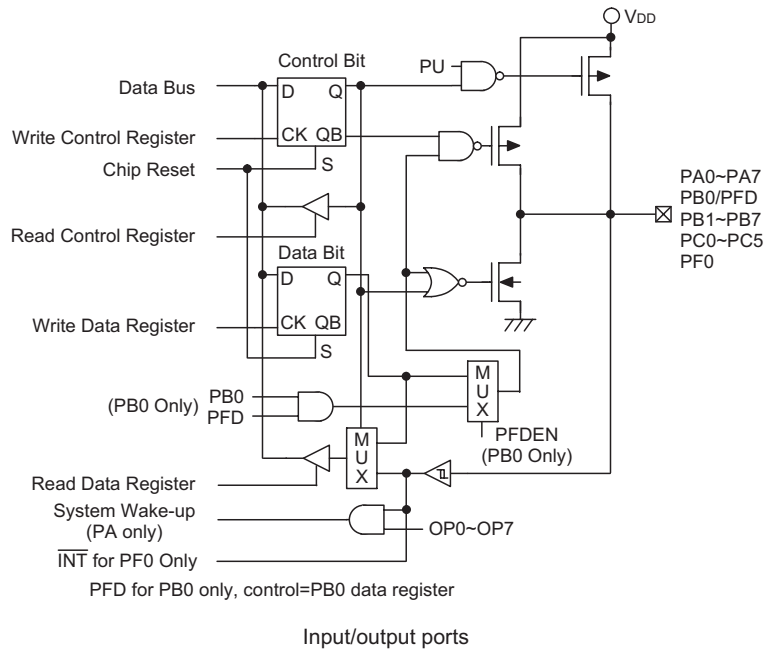 VDD
Control Bit
PU
Data Bus
D Q
Write Control Register
CK QB
Chip Reset
S
PA0~PA7
PB0/PFD
PB1~PB7
PC0~PC5
PF0
Read Control Register
Data Bit
D Q
Write Data Register
CK QB
S
(PB0 Only)
PB0
PFD
MUX
PFDEN
(PB0 Only)
MUX
Read Data Register
System Wake-up
(PA only)
OP0~OP7
INT for PF0 Only
PFD for PB0 only, control=PB0 data register
Input/output ports